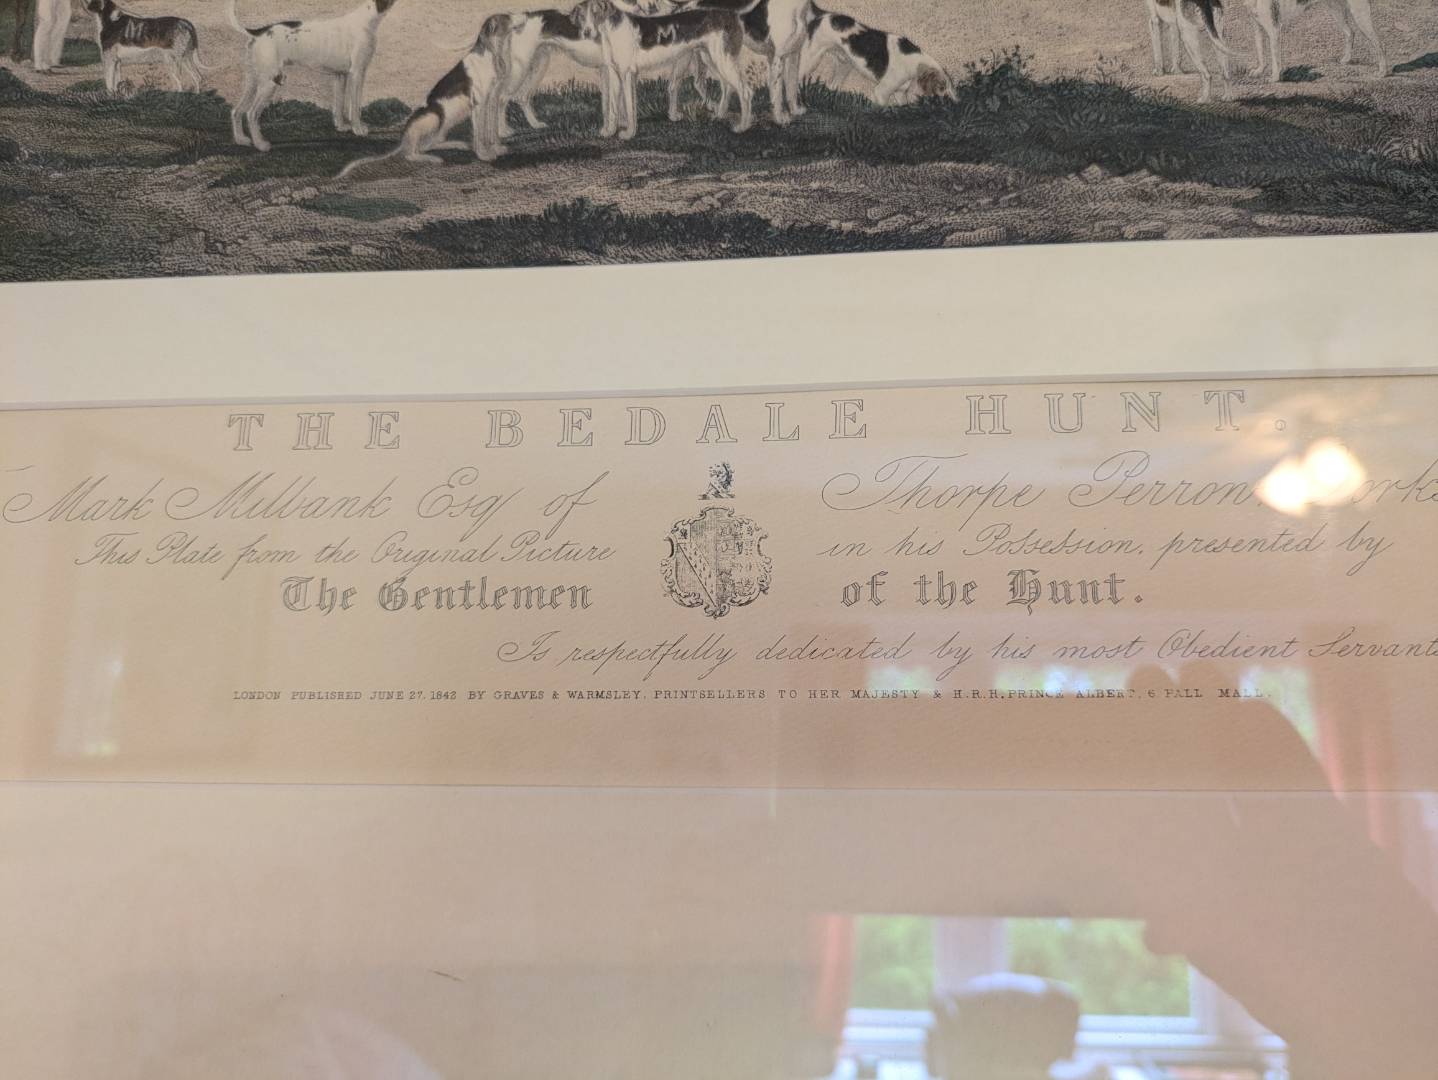 THE BEDALE HUNT.
Mark Milbank Esq of Thorpe Perrow,
This Plate from the Original Picture in his Possession, presented by
The Gentlemen of the Hunt.
Is respectfully dedicated by his most Obedient Servants
LONDON PUBLISHED JUNE 27, 1842 BY GRAVES & WARMSLEY, PRINTSELLERS TO HER MAJESTY & H.R.H. PRINCE ALBERT, 6 PALL MALL.